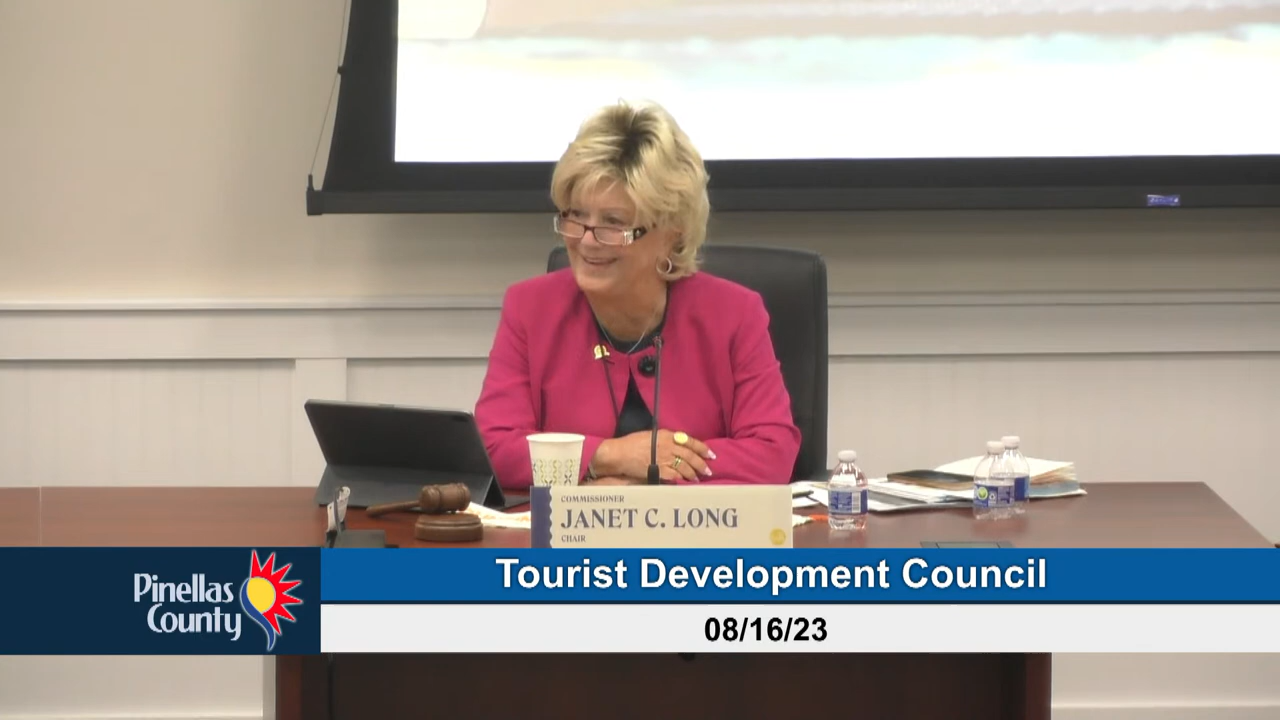 COMMISSIONER
JANET C. LONG
CHAIR
Pinellas
County
Tourist Development Council
08/16/23